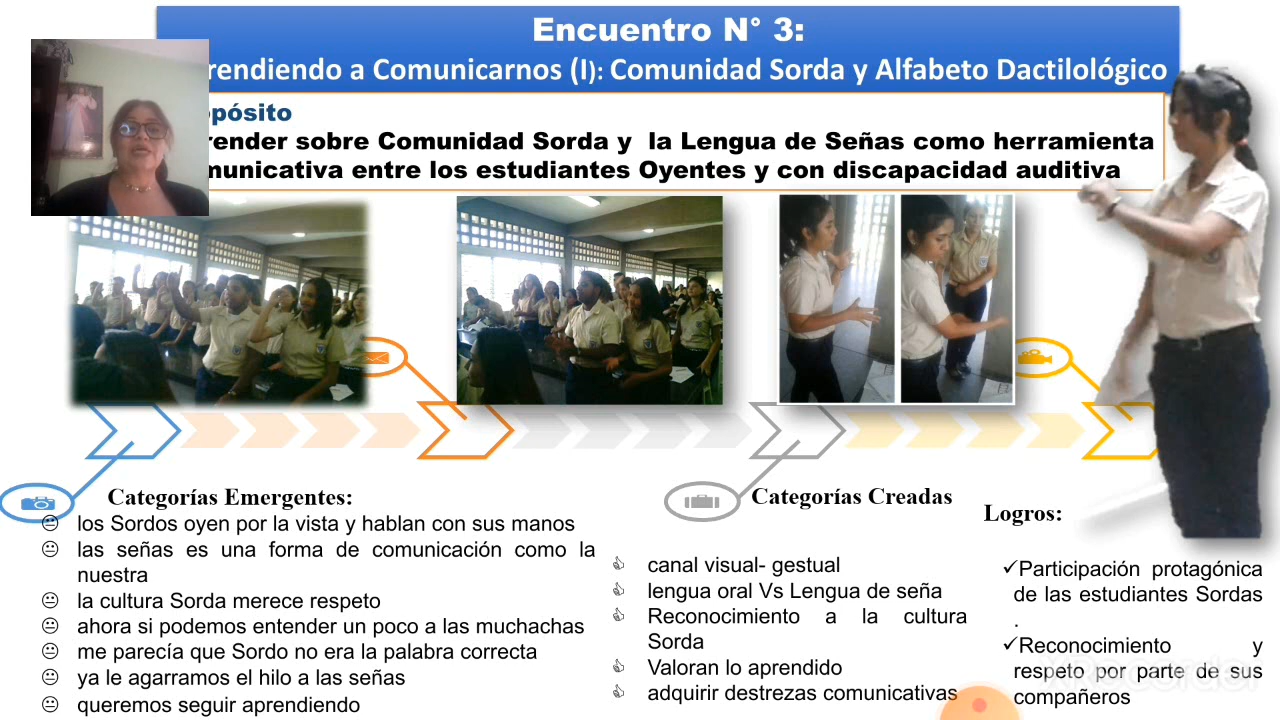 Encuentro N° 3:
rendiendo a Comunicarnos (I): Comunidad Sorda y Alfabeto Dactilológico
pósito
render sobre Comunidad Sorda y la Lengua de Señas como herramienta
municativa entre los estudiantes Oyentes y con discapacidad auditiva
Categorías Emergentes:
los Sordos oyen por la vista y hablan con sus manos
las señas es una forma de comunicación como la
nuestra
la cultura Sorda merece respeto
ahora si podemos entender un poco a las muchachas
me parecía que Sordo no era la palabra correcta
ya le agarramos el hilo a las señas
queremos seguir aprendiendo
Categorías Creadas
canal visual- gestual
lengua oral Vs Lengua de seña
Reconocimiento a la cultura
Sorda
Valoran lo aprendido
adquirir destrezas comunicativas
Logros:
Participación protagónica
de las estudiantes Sordas
.
Reconocimiento y
respeto por parte de sus
compañeros
XRecorder